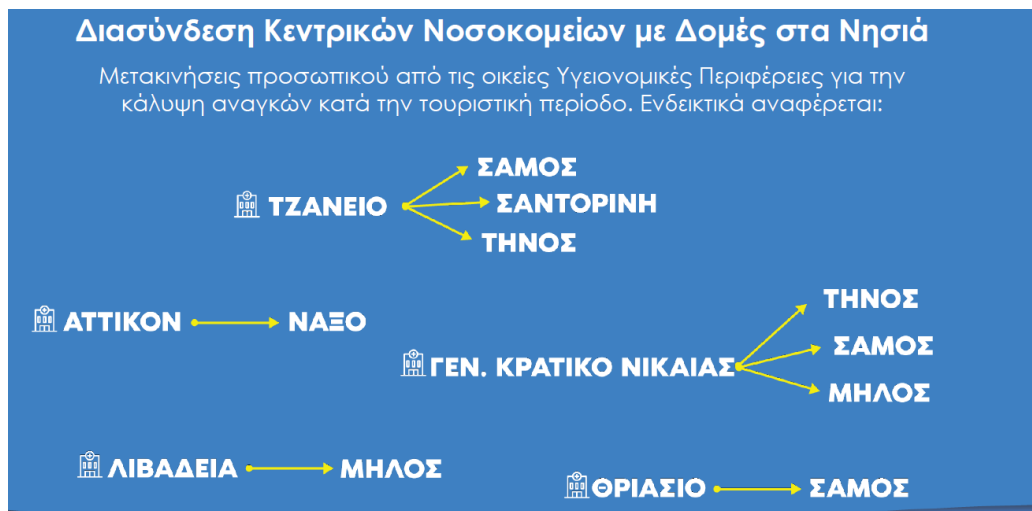 Διασύνδεση Κεντρικών Νοσοκομείων με Δομές στα Νησιά
Μετακινήσεις προσωπικού από τις οικείες Υγειονομικές Περιφέρειες για την
κάλυψη αναγκών κατά την τουριστική περίοδο. Ενδεικτικά αναφέρεται:
ΤΖΑΝΕΙΟ
ΣΑΜΟΣ
ΣΑΝΤΟΡΙΝΗ
ΤΗΝΟΣ
ΑΤΤΙΚΟΝ
ΝΑΞΟ
ΓΕΝ. ΚΡΑΤΙΚΟ ΝΙΚΑΙΑΣ
ΤΗΝΟΣ
ΣΑΜΟΣ
ΜΗΛΟΣ
ΛΙΒΑΔΕΙΑ
ΜΗΛΟΣ
ΘΡΙΑΣΙΟ
ΣΑΜΟΣ